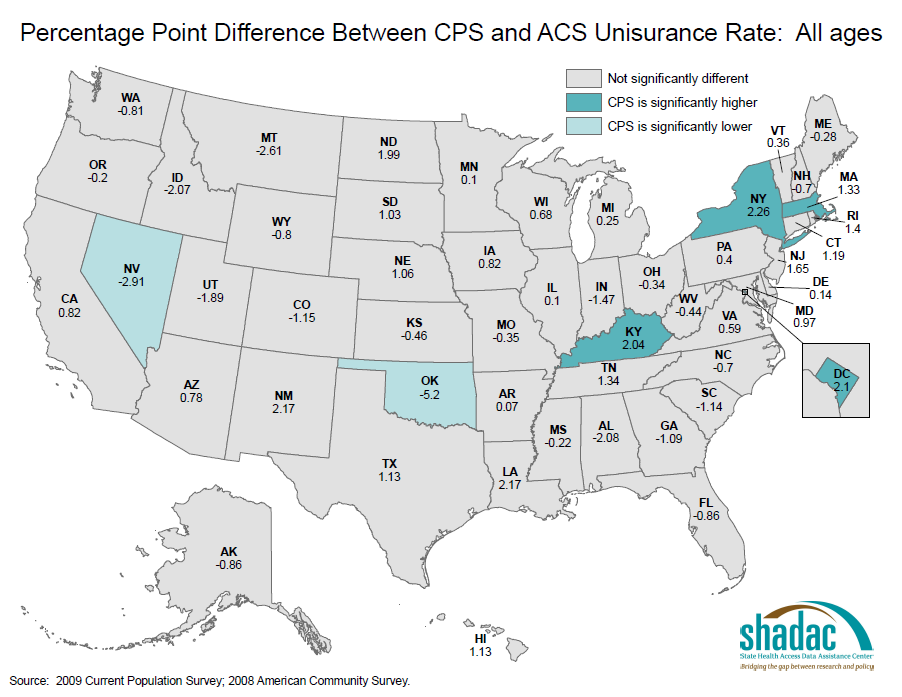 Percentage Point Difference Between CPS and ACS Unisurance Rate:  All ages
Not significantly different
CPS is significantly higher
CPS is significantly lower
WA
-0.81
OR
-0.2
ID
-2.07
MT
-2.61
ND
1.99
MN
0.1
WI
0.68
MI
0.25
VT
0.36
ME
-0.28
NH
-0.7
MA
1.33
NY
2.26
RI
1.4
CT
1.19
NJ
1.65
PA
0.4
DE
0.14
MD
0.97
WY
-0.8
SD
1.03
NE
1.06
IA
0.82
NV
-2.91
UT
-1.89
CO
-1.15
CA
0.82
KS
-0.46
MO
-0.35
IL
0.1
IN
-1.47
OH
-0.34
WV
-0.44
VA
0.59
KY
2.04
TN
1.34
NC
-0.7
SC
-1.14
DC
2.1
AZ
0.78
NM
2.17
OK
-5.2
AR
0.07
MS
-0.22
AL
-2.08
GA
-1.09
TX
1.13
LA
2.17
FL
-0.86
AK
-0.86
HI
1.13
shadac
State Health Access Data Assistance Center
Bridging the gap between research and policy
Source:  2009 Current Population Survey; 2008 American Community Survey.